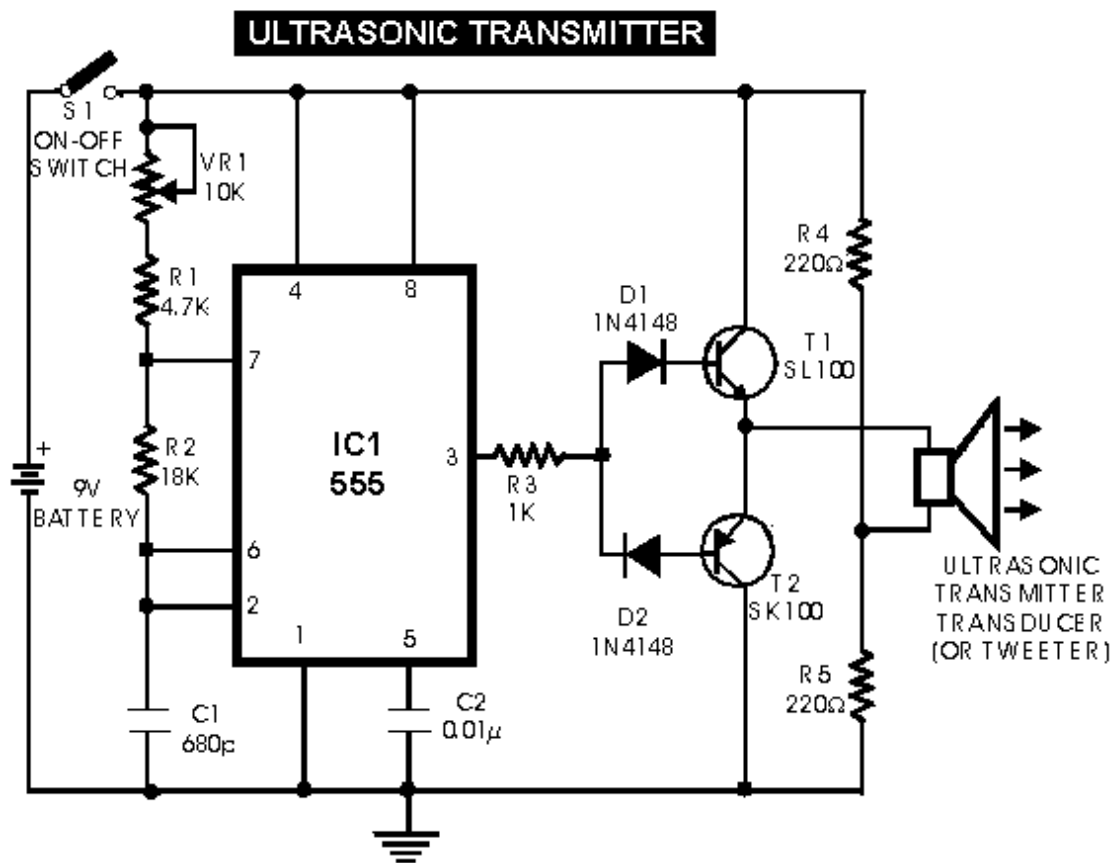 ULTRASONIC TRANSMITTER
S1
ON-OFF
SWITCH
VR1
10K
R1
4.7K
4
8
7
R2
18K
IC1
555
3
+
9V
BATTERY
6
2
1
5
C1
680p
C2
0.01μ
R3
1K
D1
1N4148
D2
1N4148
T1
SL100
T2
SK100
R4
220Ω
R5
220Ω
ULTRASONIC
TRANSMITTER
TRANSDUCER
(OR TWEETER)